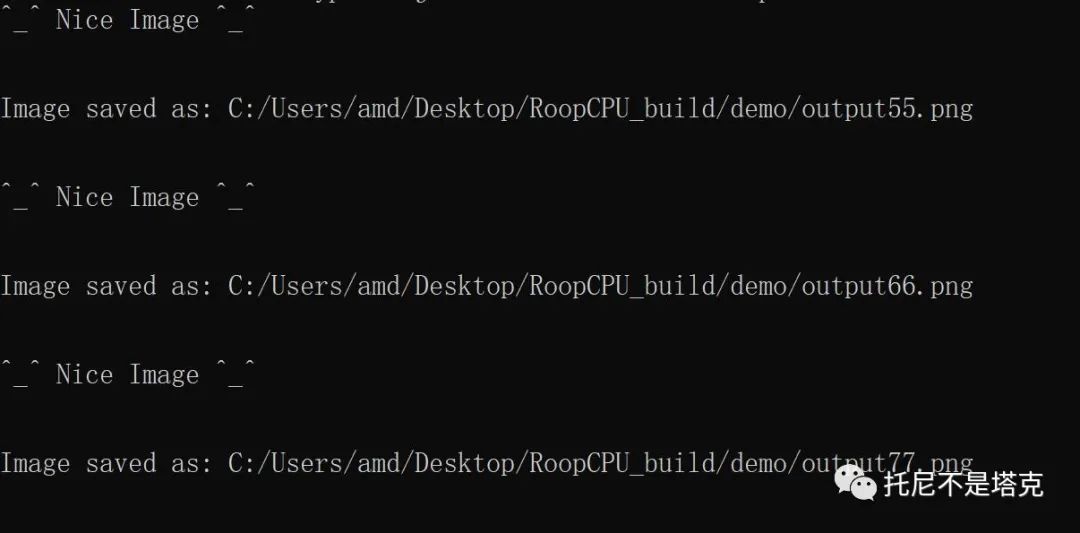 ^_^ Nice Image ^_^
Image saved as: C:/Users/amd/Desktop/RoopCPU_build/demo/output55.png
^_^ Nice Image ^_^
Image saved as: C:/Users/amd/Desktop/RoopCPU_build/demo/output66.png
^_^ Nice Image ^_^
Image saved as: C:/Users/amd/Desktop/RoopCPU_build/demo/output77.png
托尼不是塔克